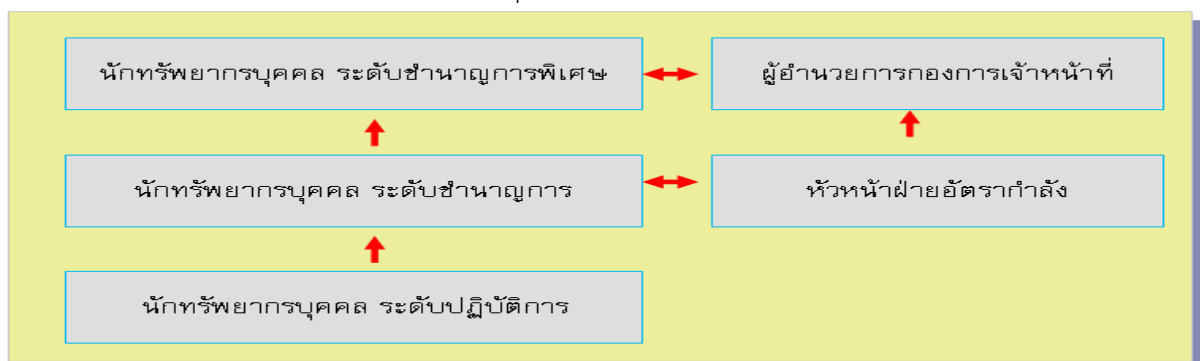 นักทรัพยากรบุคคล ระดับชำนาญการพิเศษ
ผู้อำนวยการกองการเจ้าหน้าที่
นักทรัพยากรบุคคล ระดับชำนาญการ
หัวหน้าฝ่ายอัตรากำลัง
นักทรัพยากรบุคคล ระดับปฏิบัติการ